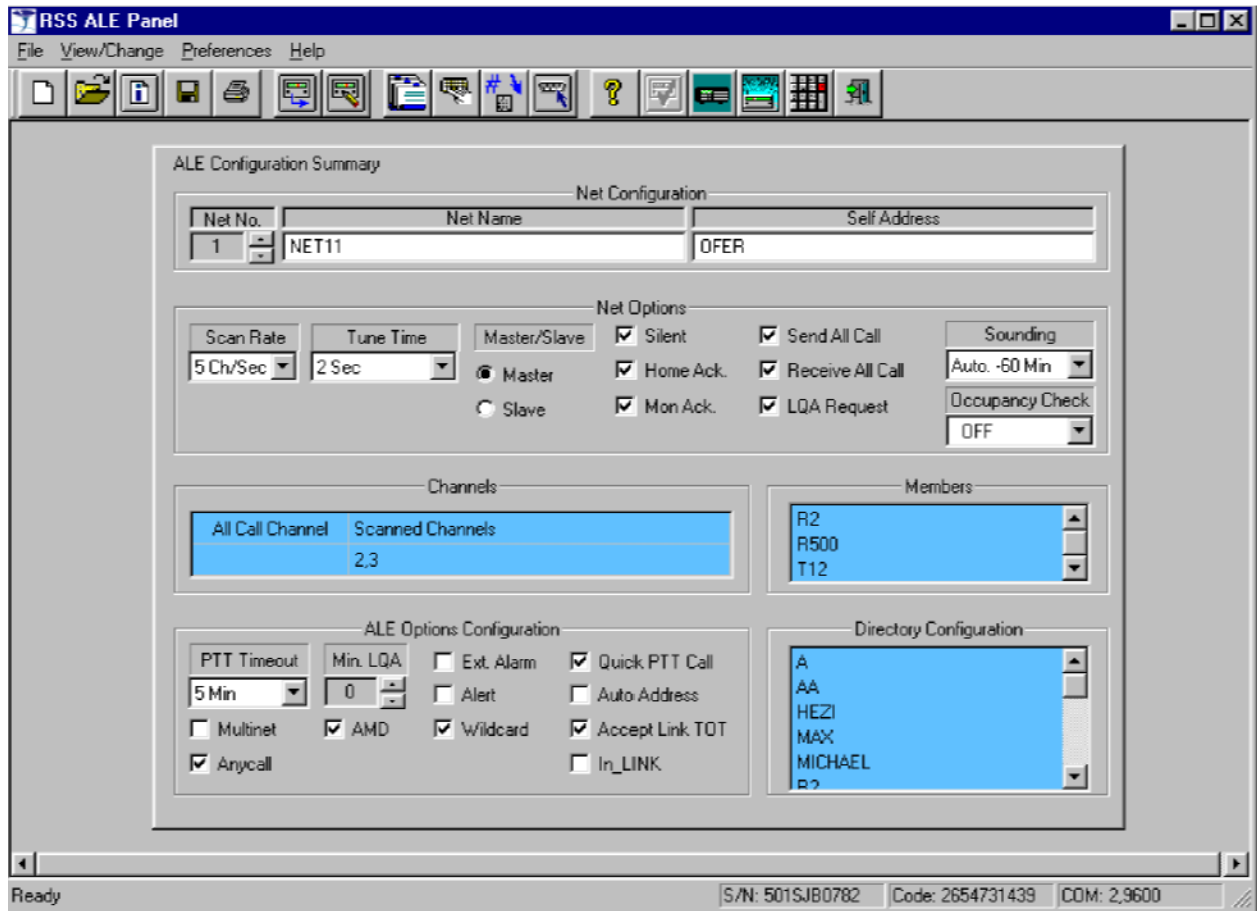 RSS ALE Panel
File View/Change Preferences Help
ALE Configuration Summary
Net Configuration
Net No. Net Name Self Address
1 NET11 OFER
Net Options
Scan Rate Tune Time Master/Slave Silent Send All Call Sounding
5 Ch/Sec 2 Sec Master Home Ack. Receive All Call Auto. -60 Min
Slave Mon Ack. LQA Request Occupancy Check
OFF
Channels
All Call Channel Scanned Channels
2,3
Members
R2
R500
T12
ALE Options Configuration
PTT Timeout Min. LQA Ext. Alarm Quick PTT Call
5 Min 0 Alert Auto Address
Multinet AMD Wildcard Accept Link TOT
Anycall In_LINK
Directory Configuration
A
AA
HEZI
MAX
MICHAEL
R2
Ready S/N: 501SJB0782 Code: 2654731439 COM: 2,9600